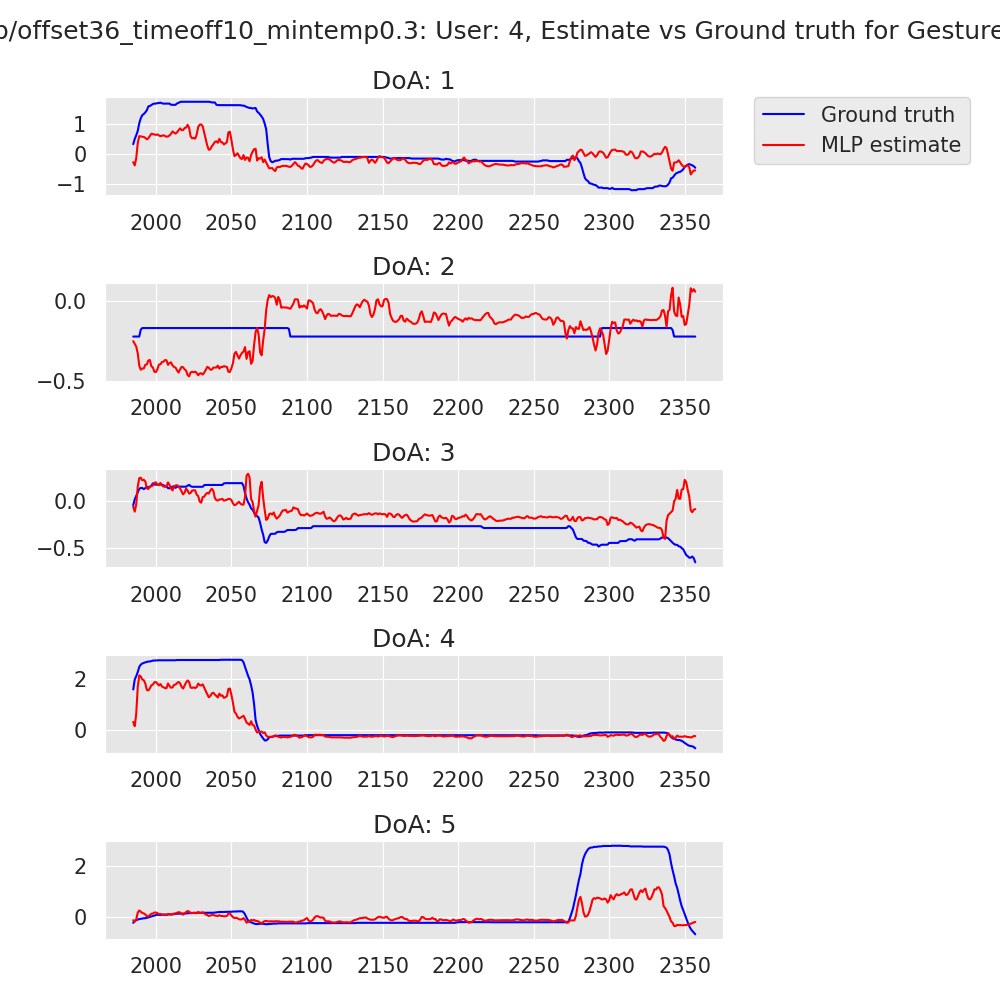 offset36_timeoff10_mintemp0.3: User: 4, Estimate vs Ground truth for Gesture
DoA: 1
Ground truth
MLP estimate
1
0
−1
2000 2050 2100 2150 2200 2250 2300 2350
DoA: 2
0.0
−0.5
2000 2050 2100 2150 2200 2250 2300 2350
DoA: 3
0.0
−0.5
2000 2050 2100 2150 2200 2250 2300 2350
DoA: 4
2
0
2000 2050 2100 2150 2200 2250 2300 2350
DoA: 5
2
0
2000 2050 2100 2150 2200 2250 2300 2350